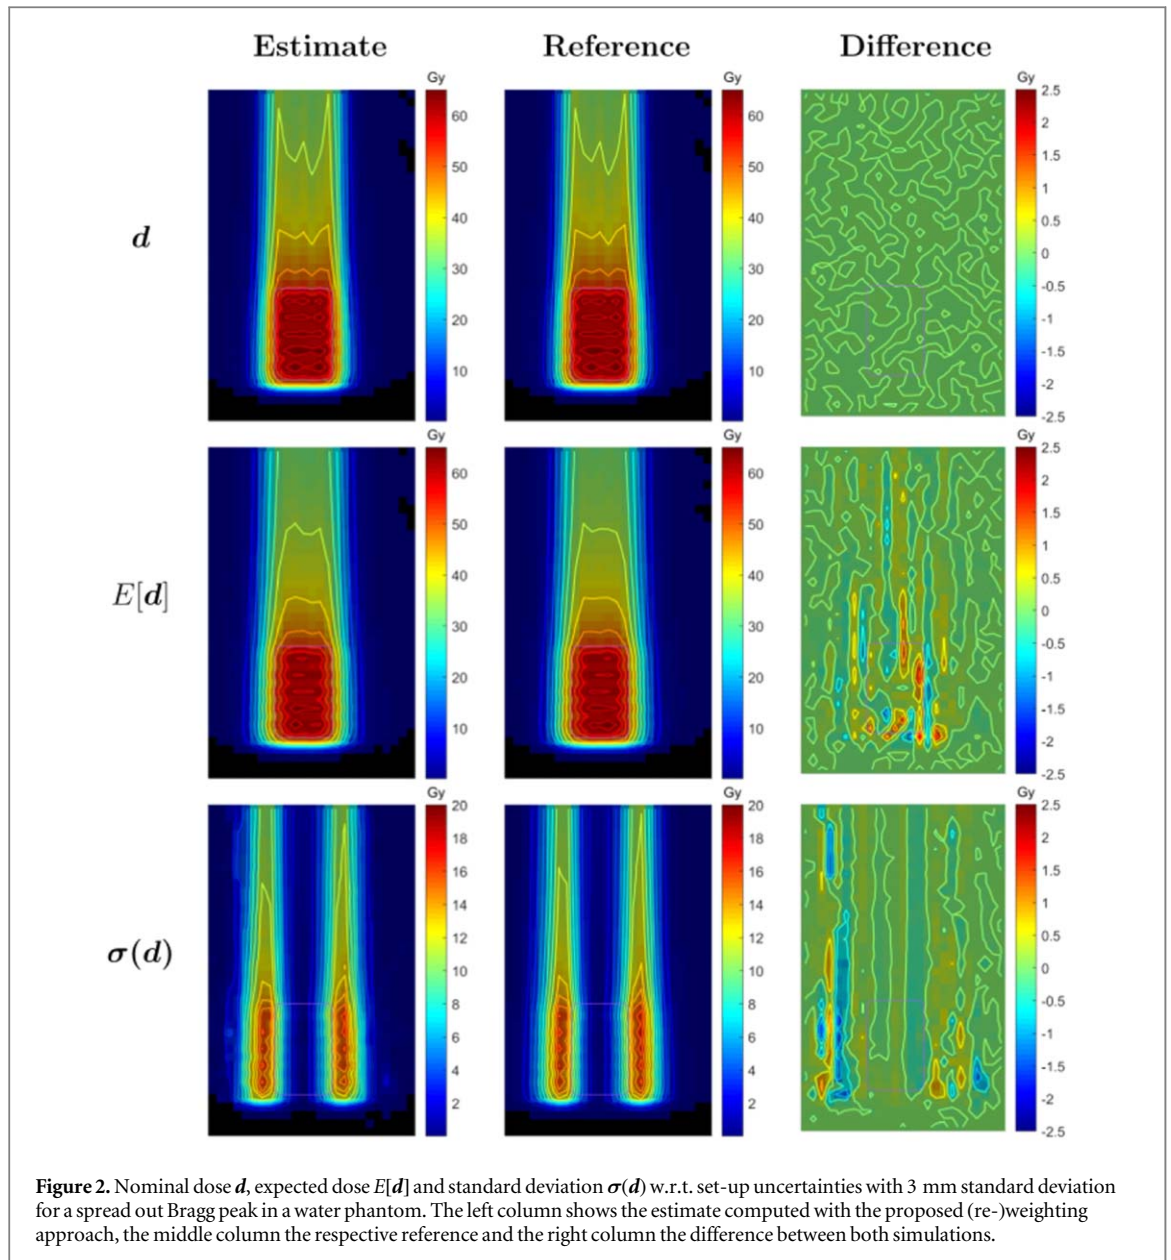 Estimate Reference Difference
Gy Gy Gy
60 60 2.5
50 50 2
40 40 1.5
30 30 1
20 20 0.5
10 10 0
-0.5
-1
-1.5
-2
-2.5
d
Gy Gy Gy
60 60 2.5
50 50 2
40 40 1.5
30 30 1
20 20 0.5
10 10 0
-0.5
-1
-1.5
-2
-2.5
E[d]
Gy Gy Gy
20 20 2.5
18 18 2
16 16 1.5
14 14 1
12 12 0.5
10 10 0
8 8 -0.5
6 6 -1
4 4 -1.5
2 2 -2
-2.5
σ(d)
Figure 2. Nominal dose d, expected dose E[d] and standard deviation σ(d) w.r.t. set-up uncertainties with 3 mm standard deviation
for a spread out Bragg peak in a water phantom. The left column shows the estimate computed with the proposed (re-)weighting
approach, the middle column the respective reference and the right column the difference between both simulations.